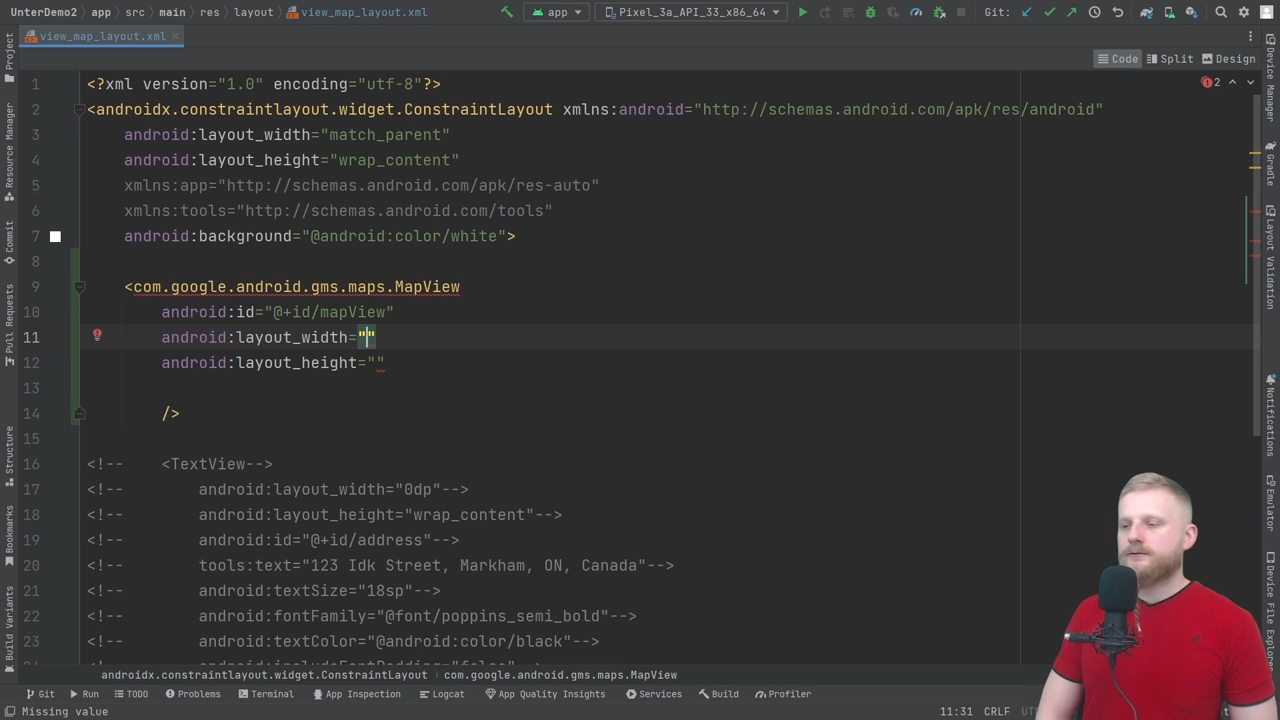 UnterDemo2 app src main res layout view_map_layout.xml app Pixel_3a_API_33_x86_64 Git:
view_map_layout.xml
Code Split Design
1 <?xml version="1.0" encoding="utf-8"?>
2
2 <androidx.constraintlayout.widget.ConstraintLayout xmlns:android="http://schemas.android.com/apk/res/android"
3 android:layout_width="match_parent"
4 android:layout_height="wrap_content"
5 xmlns:app="http://schemas.android.com/apk/res-auto"
6 xmlns:tools="http://schemas.android.com/tools"
7 android:background="@android:color/white">
8
9 <com.google.android.gms.maps.MapView
10 android:id="@+id/mapView"
11 android:layout_width=""
12 android:layout_height=""
13
14 />
15
16 <!-- <TextView-->
17 <!-- android:layout_width="0dp"-->
18 <!-- android:layout_height="wrap_content"-->
19 <!-- android:id="@+id/address"-->
20 <!-- tools:text="123 Idk Street, Markham, ON, Canada"-->
21 <!-- android:textSize="18sp"-->
22 <!-- android:fontFamily="@font/poppins_semi_bold"-->
23 <!-- android:textColor="@android:color/black"-->
androidx.constraintlayout.widget.ConstraintLayout › com.google.android.gms.maps.MapView
Git Run TODO Problems Terminal App Inspection Logcat App Quality Insights Services Build Profiler
Missing value 11:31 CRLF
Project
Resource Manager
Commit
Pull Requests
Structure
Bookmarks
Build Variants
Device Manager
Gradle
Layout Validation
Notifications
Emulator
Device File Explorer